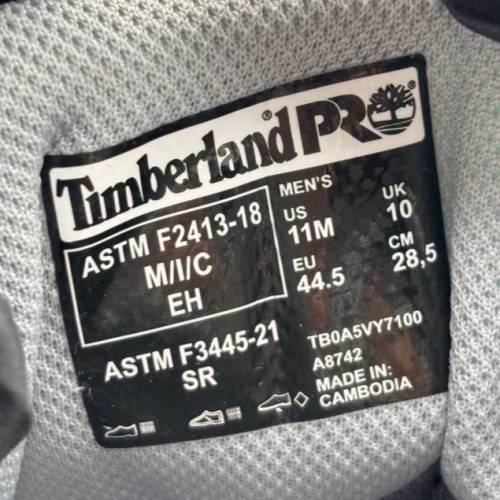 Timberland® PRO
ASTM F2413-18
M/I/C
EH
ASTM F3445-21
SR
MEN'S
US
11M
UK
10
EU
44.5
CM
28,5
TB0A5VY7100
A8742
MADE IN:
CAMBODIA